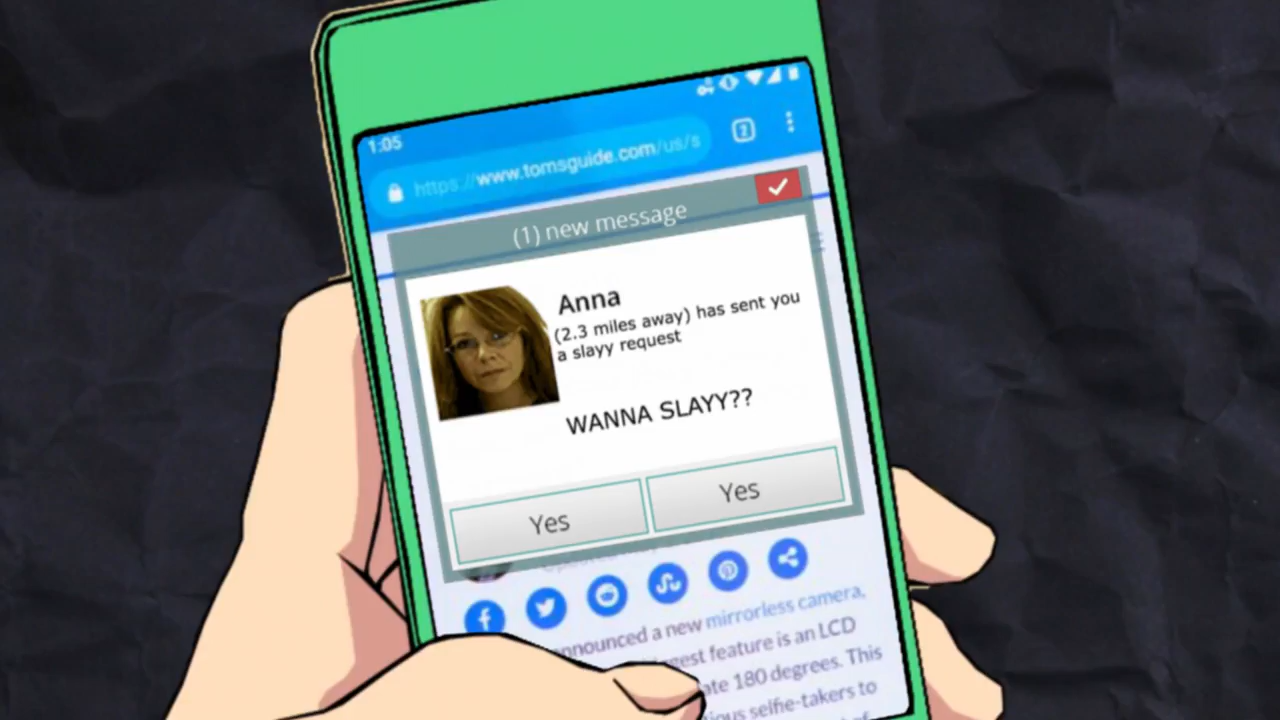 1:05
https://www.tomsguide.com/us/s
2
(1) new message
Anna
(2.3 miles away) has sent you
a slayy request
WANNA SLAYY??
Yes
Yes
announced a new mirrorless camera,
feature is an LCD
180 degrees. This
selfie-takers to